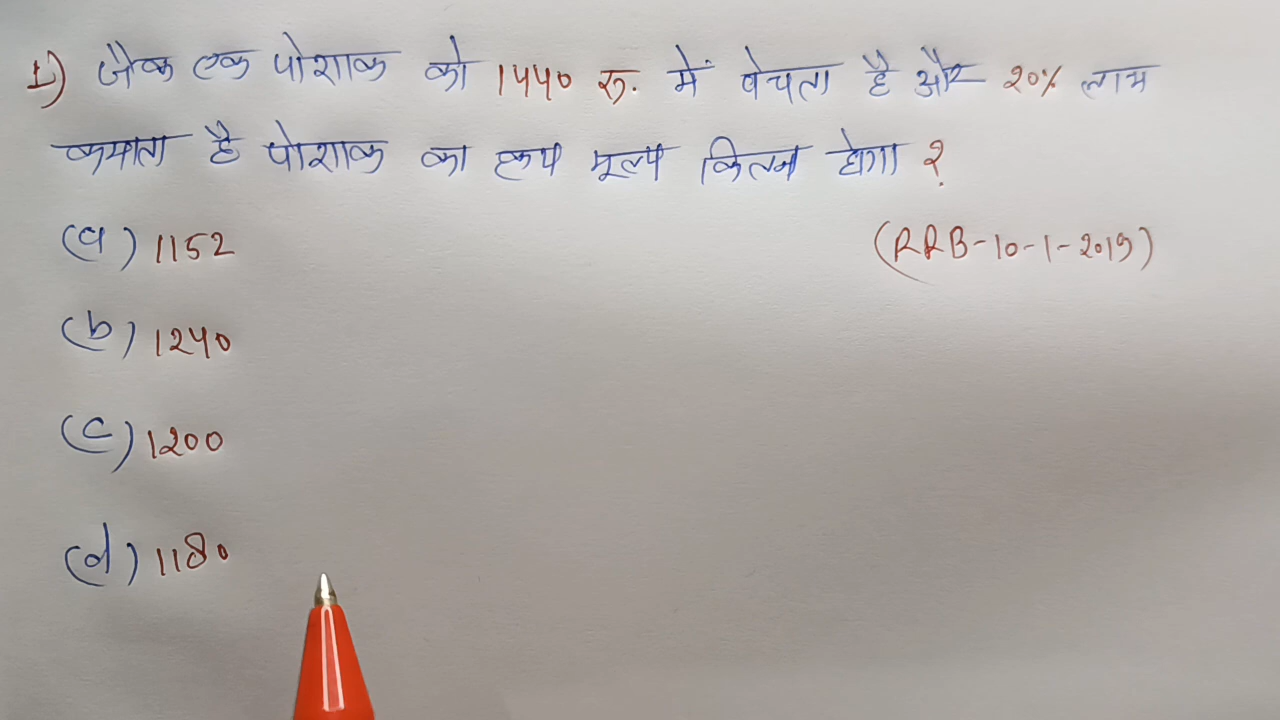 1) जैक एक पोशाक को 1440 रु. में बेचता है और 20% लाभ
कमाता है पोशाक का क्रय मूल्य कितना होगा ?
(a) 1152
(RRB-10-1-2019)
(b) 1240
(c) 1200
(d) 1180